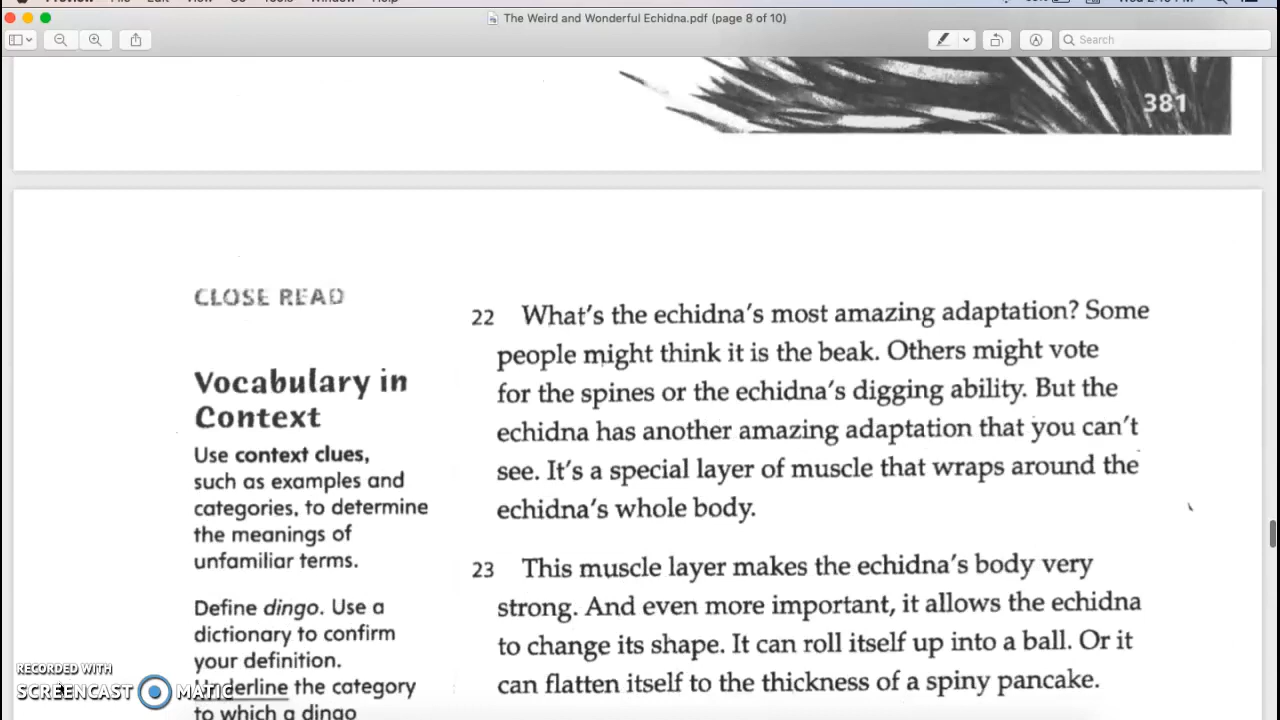 The Weird and Wonderful Echidna.pdf (page 8 of 10)
Search
381
CLOSE READ
Vocabulary in
Context
Use context clues,
such as examples and
categories, to determine
the meanings of
unfamiliar terms.
Define dingo. Use a
dictionary to confirm
your definition.
Underline the category
to which a dingo
22 What's the echidna's most amazing adaptation? Some
people might think it is the beak. Others might vote
for the spines or the echidna's digging ability. But the
echidna has another amazing adaptation that you can't
see. It's a special layer of muscle that wraps around the
echidna's whole body.
23 This muscle layer makes the echidna's body very
strong. And even more important, it allows the echidna
to change its shape. It can roll itself up into a ball. Or it
can flatten itself to the thickness of a spiny pancake.
RECORDED WITH
SCREENCAST MATIC